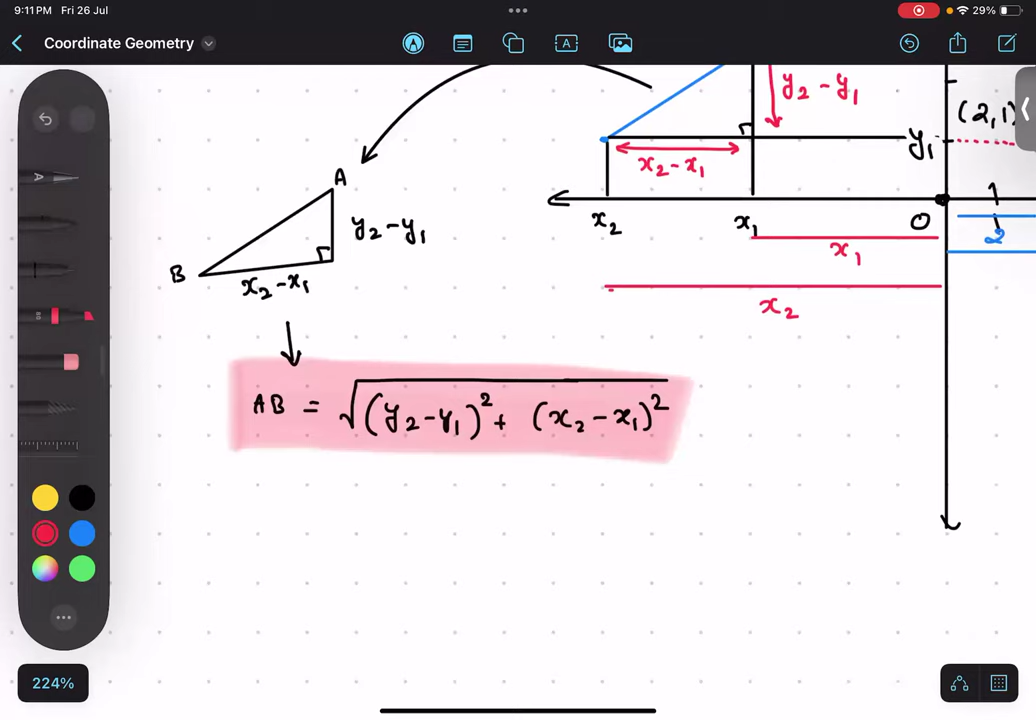 9:11 PM Fri 26 Jul
29%
Coordinate Geometry
A
y₂ - y₁
(2,1)
y₁
x₂ - x₁
A
y₂ - y₁
B
x₂ - x₁
x₂
x₁
0
1
2
x₁
x₂
AB = √(y₂ - y₁)² + (x₂ - x₁)²
A
224%